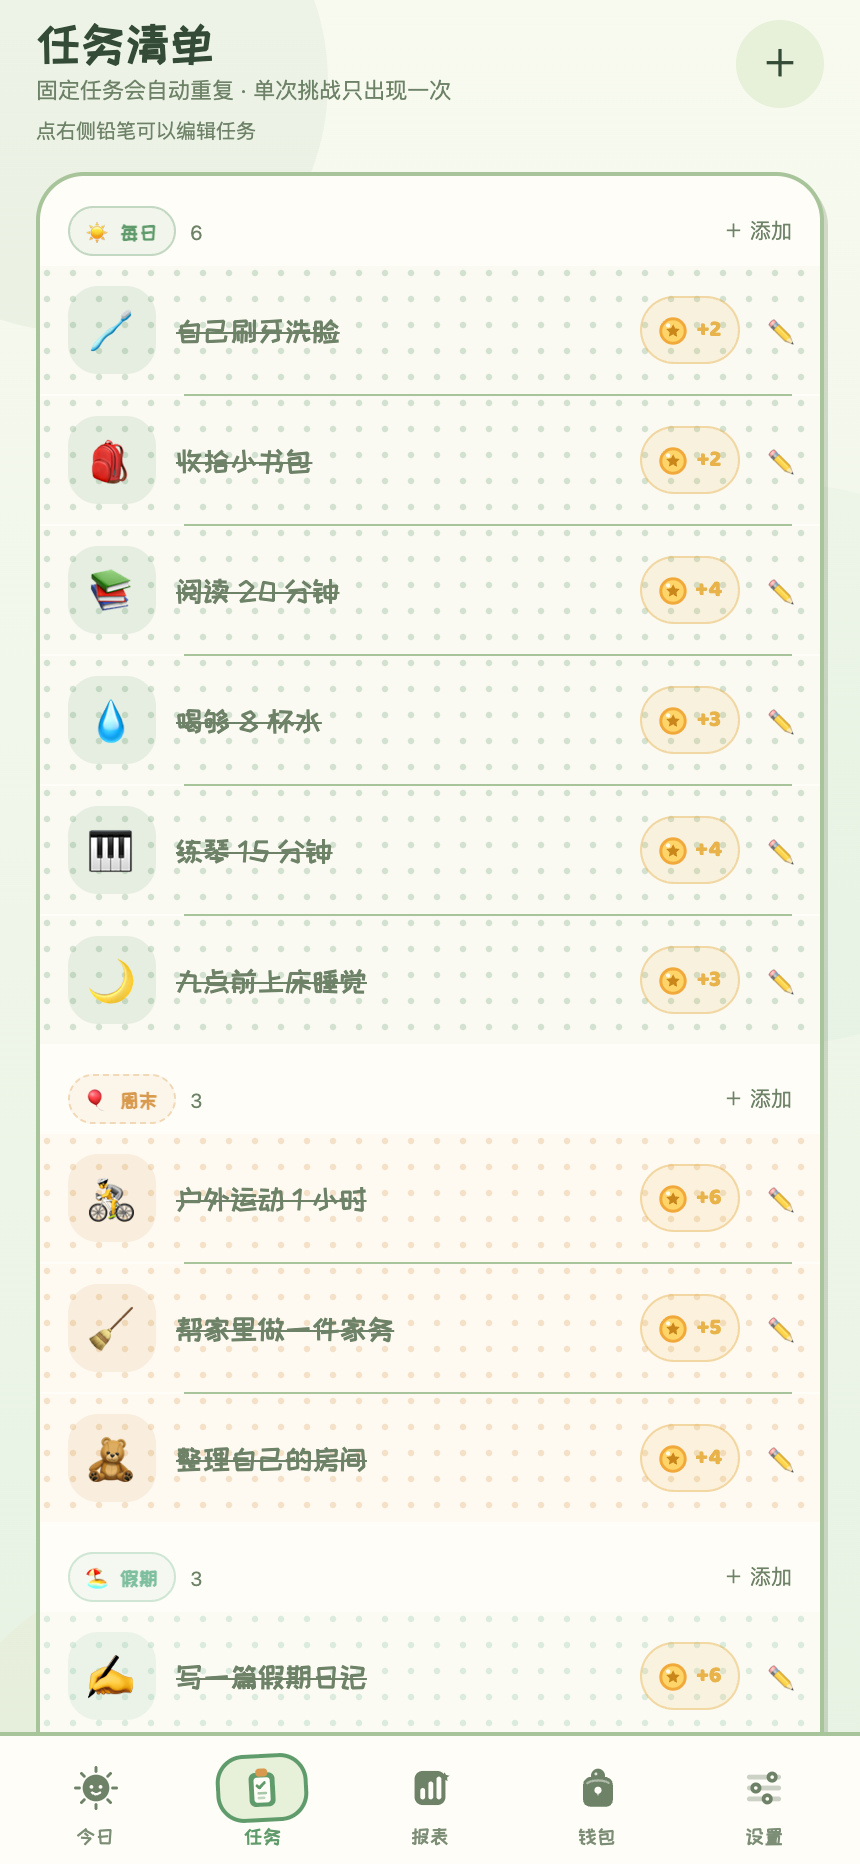 任务清单
固定任务会自动重复 · 单次挑战只出现一次
点右侧铅笔可以编辑任务
每日 6 + 添加
自己刷牙洗脸 +2
收拾小书包 +2
阅读 20 分钟 +4
喝够 8 杯水 +3
练琴 15 分钟 +4
九点前上床睡觉 +3
周末 3 + 添加
户外运动 1 小时 +6
帮家里做一件家务 +5
整理自己的房间 +4
假期 3 + 添加
写一篇假期日记 +6
今日 任务 报表 钱包 设置